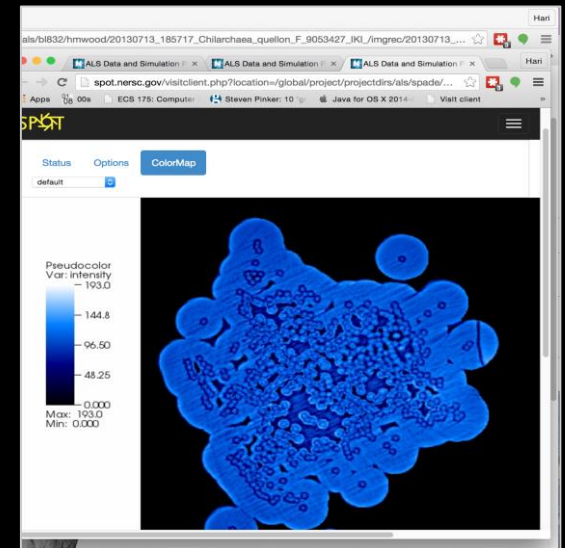 Hari
als/bl832/hmwood/20130713_185717_Chilarchaea_quellon_F_9053427_IKI_/imgrec/20130713_...
ALS Data and Simulation P ALS Data and Simulation P ALS Data and Simulation P Hari
spot.nersc.gov/visitclient.php?location=/global/project/projectdirs/als/spade/...
Apps 00s ECS 175: Computer Steven Pinker: 10 Java for OS X 2014- VisIt client
SPOT
Status Options ColorMap
default
Pseudocolor
Var: intensity
193.0
144.8
96.50
48.25
0.000
Max: 193.0
Min: 0.000